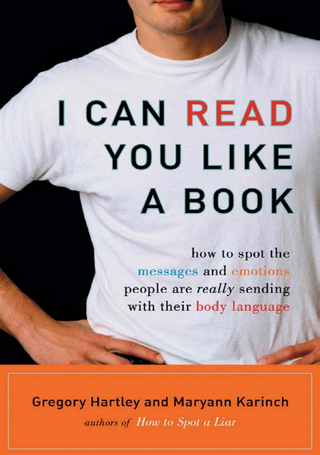 I CAN READ
YOU LIKE
A BOOK
how to spot the
messages and emotions
people are really sending
with their body language
Gregory Hartley and Maryann Karinch
authors of How to Spot a Liar